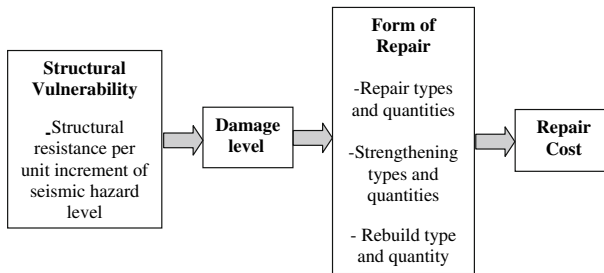 Structural
Vulnerability
-Structural
resistance per
unit increment of
seismic hazard
level
Damage
level
Form of
Repair
-Repair types
and quantities
-Strengthening
types and
quantities
- Rebuild type
and quantity
Repair
Cost